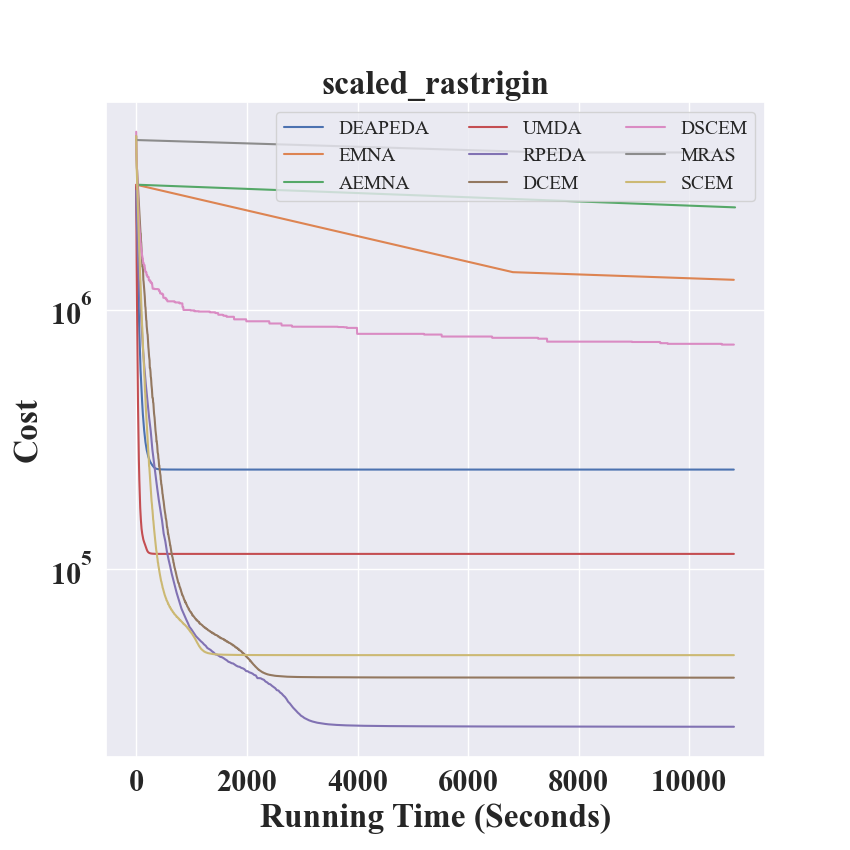 scaled_rastrigin
DEAPEDA UMDA DSCEM
EMNA RPEDA MRAS
AEMNA DCEM SCEM
10^6
10^5
Cost
0 2000 4000 6000 8000 10000
Running Time (Seconds)